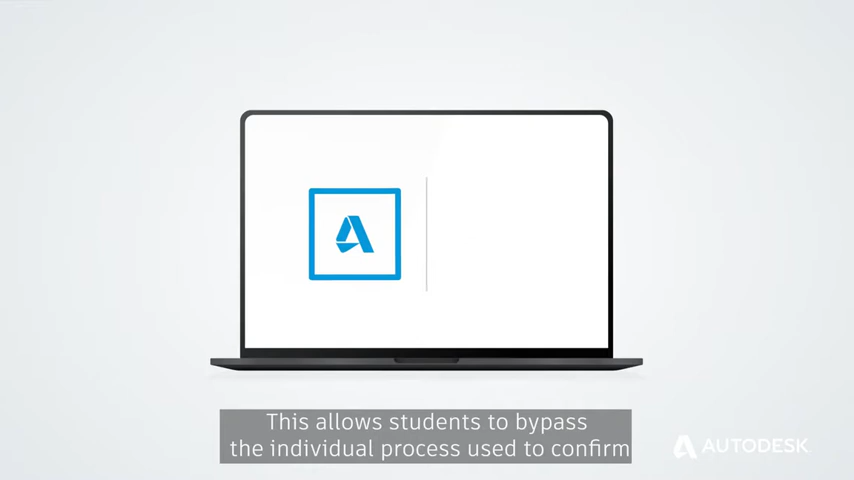 This allows students to bypass
the individual process used to confirm
AUTODESK